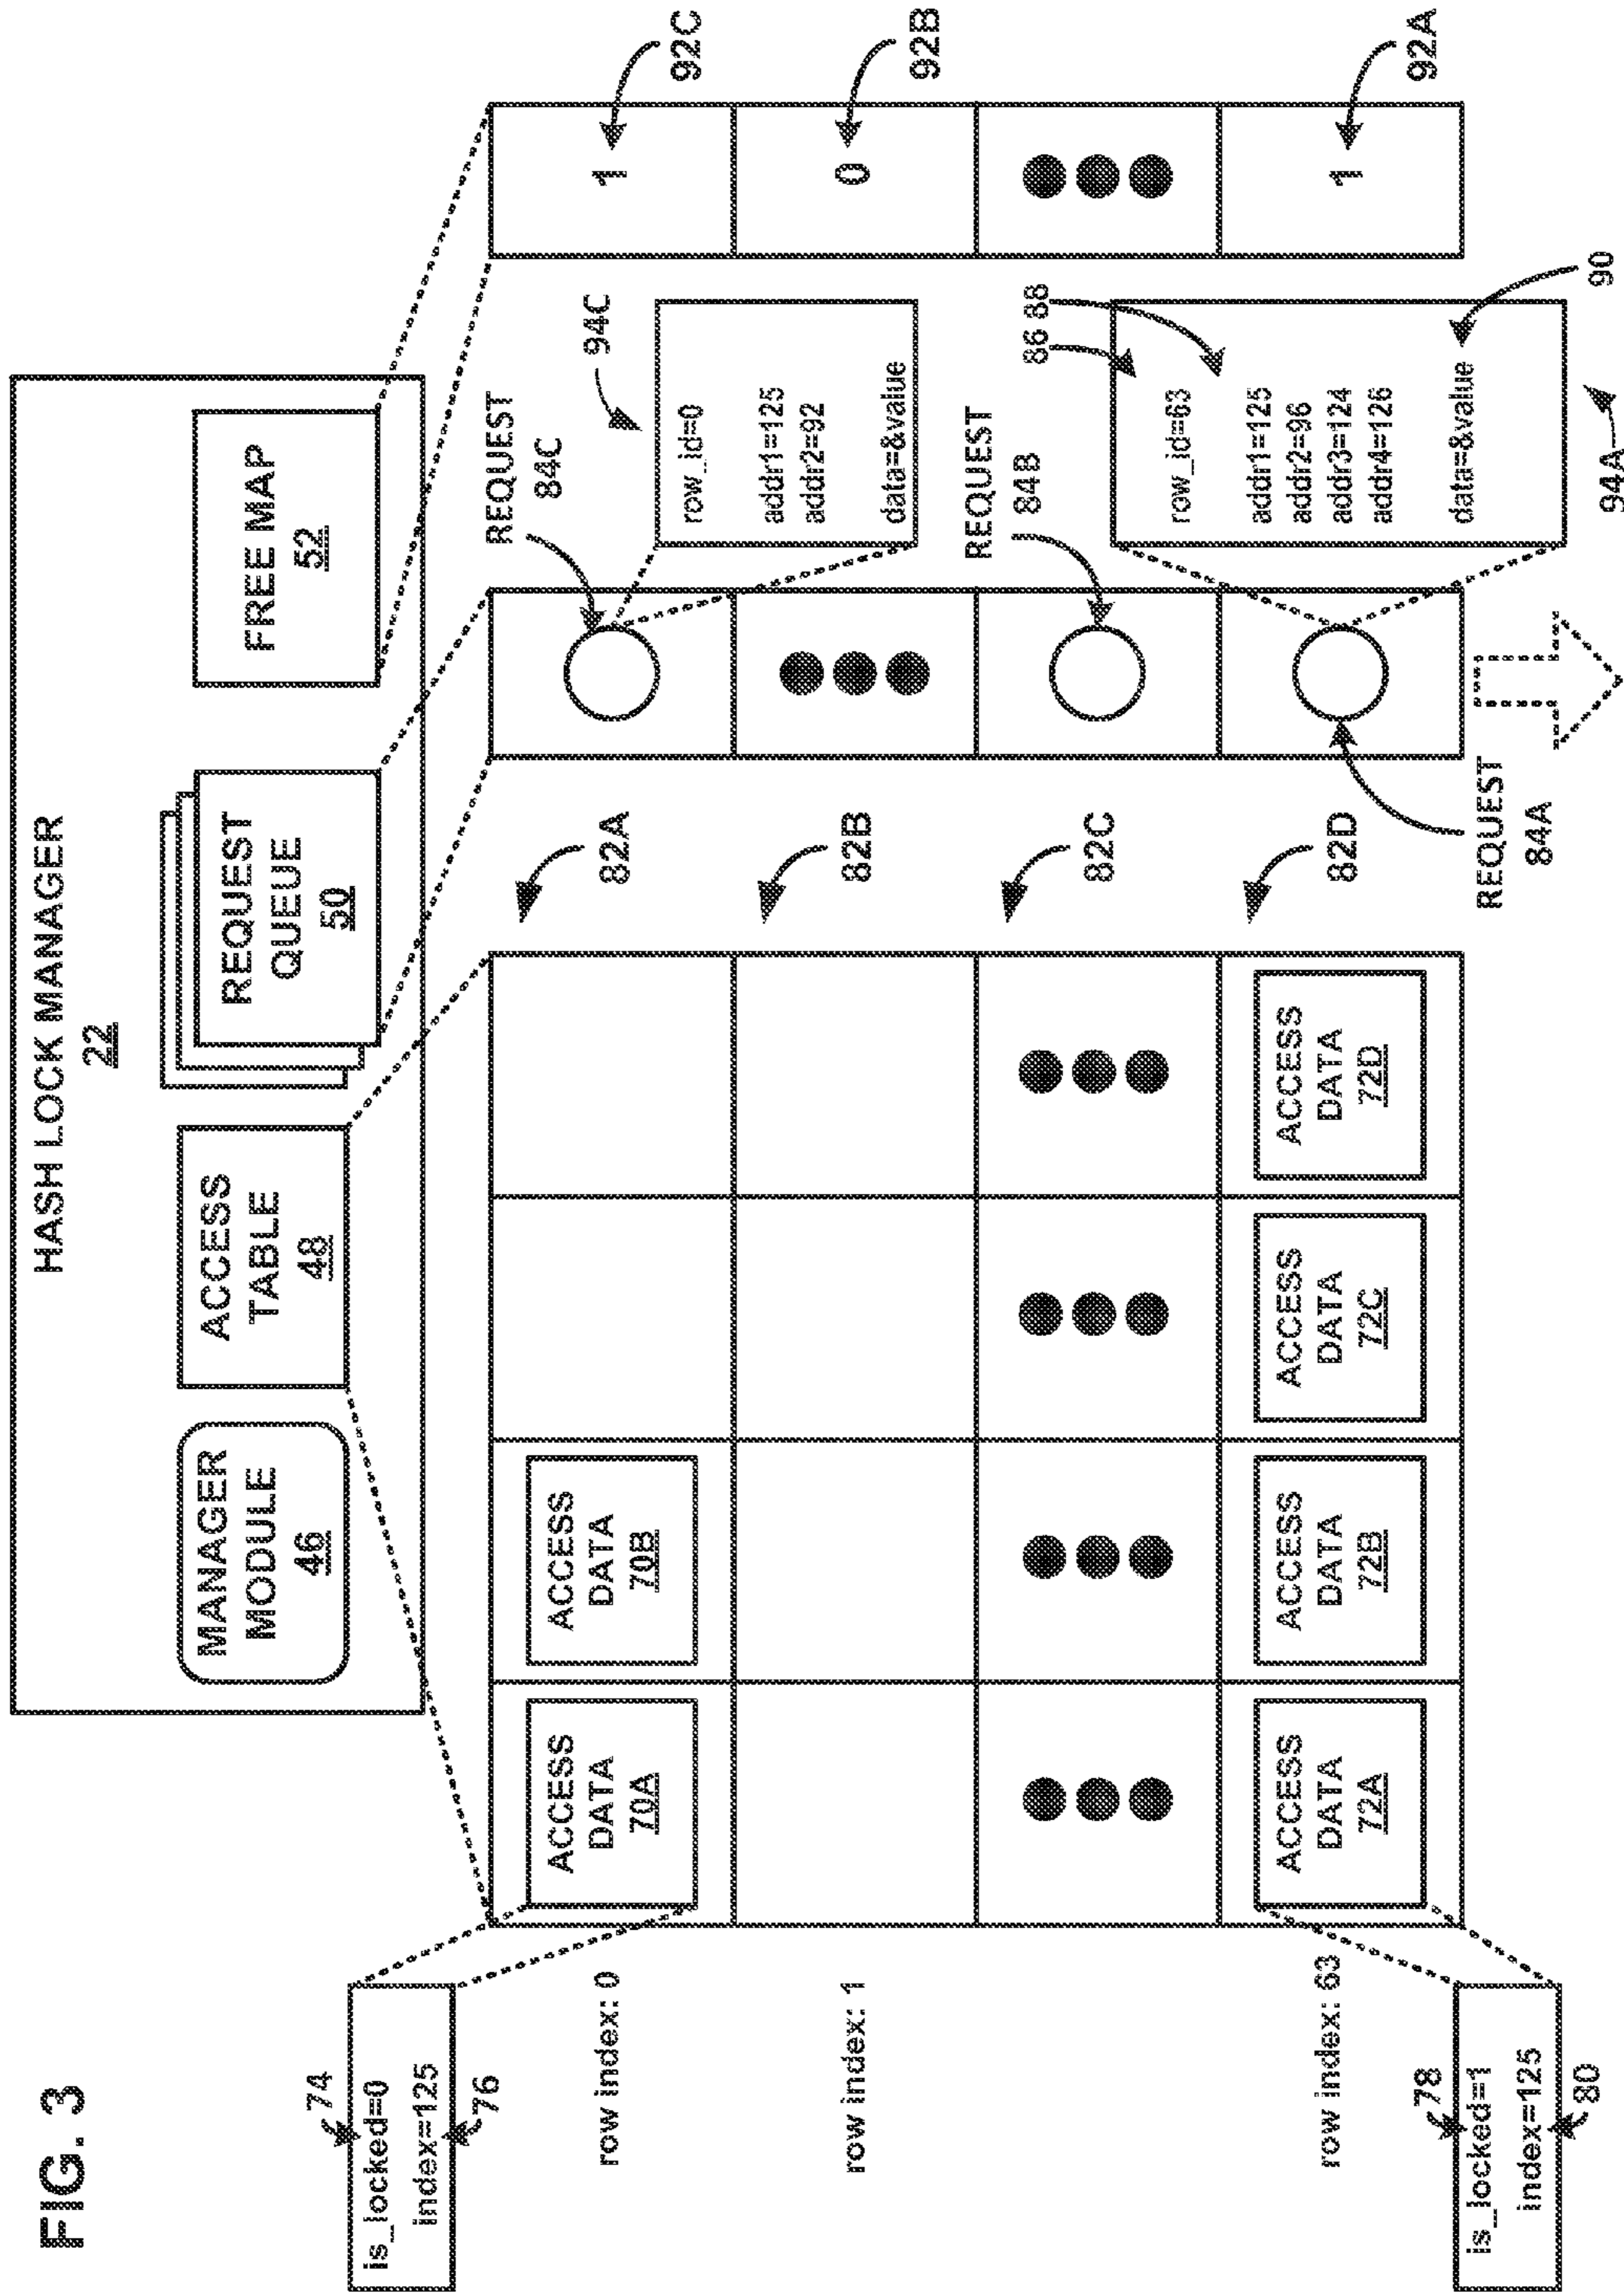 FIG. 3
HASH LOCK MANAGER
22
MANAGER
MODULE
46
ACCESS
TABLE
48
REQUEST
QUEUE
50
FREE MAP
52
74
is_locked=0
index=125
76
row index: 0
row index: 1
row index: 63
78
is_locked=1
index=125
80
ACCESS
DATA
70A
ACCESS
DATA
70B
ACCESS
DATA
72A
ACCESS
DATA
72B
ACCESS
DATA
72C
ACCESS
DATA
72D
82A
82B
82C
82D
REQUEST
84C
REQUEST
84B
REQUEST
84A
94C
row_id=0
addr1=125
addr2=92
data=&value
86
88
row_id=63
addr1=125
addr2=96
addr3=124
addr4=126
data=&value
90
94A
1
92C
0
92B
1
92A